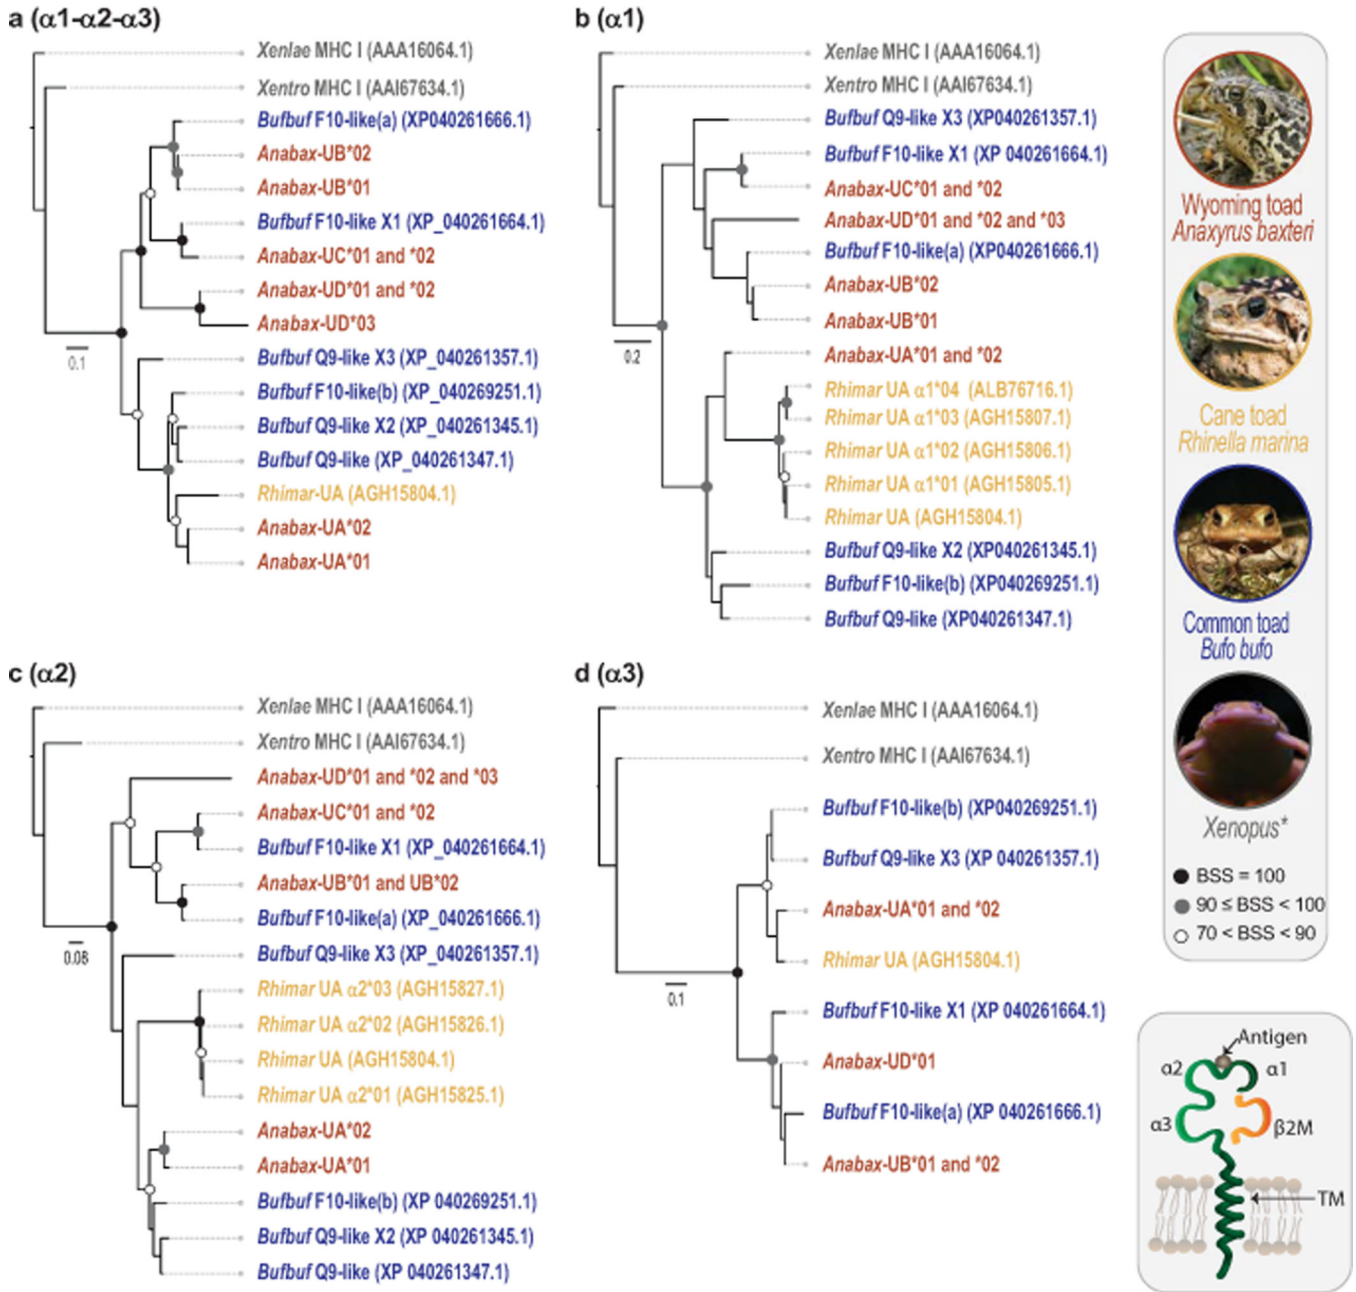 a (α1-α2-α3)
Xenlae MHC I (AAA16064.1)
Xentro MHC I (AAI67634.1)
Bufbuf F10-like(a) (XP040261666.1)
Anabax-UB*02
Anabax-UB*01
Bufbuf F10-like X1 (XP_040261664.1)
Anabax-UC*01 and *02
Anabax-UD*01 and *02
Anabax-UD*03
Bufbuf Q9-like X3 (XP_040261357.1)
Bufbuf F10-like(b) (XP_040269251.1)
Bufbuf Q9-like X2 (XP_040261345.1)
Bufbuf Q9-like (XP_040261347.1)
Rhimar-UA (AGH15804.1)
Anabax-UA*02
Anabax-UA*01
0.1
b (α1)
Xenlae MHC I (AAA16064.1)
Xentro MHC I (AAI67634.1)
Bufbuf Q9-like X3 (XP040261357.1)
Bufbuf F10-like X1 (XP 040261664.1)
Anabax-UC*01 and *02
Anabax-UD*01 and *02 and *03
Bufbuf F10-like(a) (XP040261666.1)
Anabax-UB*02
Anabax-UB*01
Anabax-UA*01 and *02
Rhimar UA α1*04 (ALB76716.1)
Rhimar UA α1*03 (AGH15807.1)
Rhimar UA α1*02 (AGH15806.1)
Rhimar UA α1*01 (AGH15805.1)
Rhimar UA (AGH15804.1)
Bufbuf Q9-like X2 (XP040261345.1)
Bufbuf F10-like(b) (XP040269251.1)
Bufbuf Q9-like (XP040261347.1)
0.2
c (α2)
Xenlae MHC I (AAA16064.1)
Xentro MHC I (AAI67634.1)
Anabax-UD*01 and *02 and *03
Anabax-UC*01 and *02
Bufbuf F10-like X1 (XP_040261664.1)
Anabax-UB*01 and UB*02
Bufbuf F10-like(a) (XP_040261666.1)
Bufbuf Q9-like X3 (XP_040261357.1)
Rhimar UA α2*03 (AGH15827.1)
Rhimar UA α2*02 (AGH15826.1)
Rhimar UA (AGH15804.1)
Rhimar UA α2*01 (AGH15825.1)
Anabax-UA*02
Anabax-UA*01
Bufbuf F10-like(b) (XP 040269251.1)
Bufbuf Q9-like X2 (XP 040261345.1)
Bufbuf Q9-like (XP 040261347.1)
0.08
d (α3)
Xenlae MHC I (AAA16064.1)
Xentro MHC I (AAI67634.1)
Bufbuf F10-like(b) (XP040269251.1)
Bufbuf Q9-like X3 (XP 040261357.1)
Anabax-UA*01 and *02
Rhimar UA (AGH15804.1)
Bufbuf F10-like X1 (XP 040261664.1)
Anabax-UD*01
Bufbuf F10-like(a) (XP 040261666.1)
Anabax-UB*01 and *02
0.1
Wyoming toad
Anaxyrus baxteri
Cane toad
Rhinella marina
Common toad
Bufo bufo
Xenopus*
BSS = 100
90 ≤ BSS < 100
70 < BSS < 90
Antigen
α2
α1
α3
β2M
TM